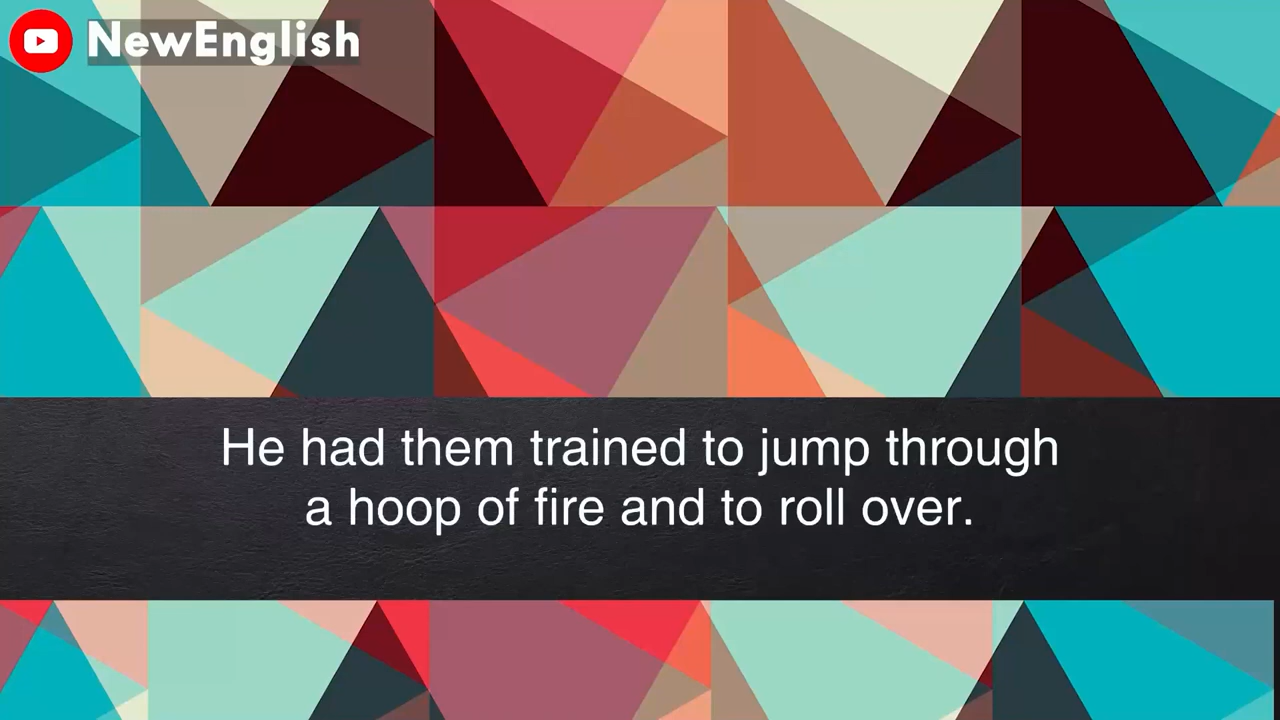 NewEnglish
He had them trained to jump through
a hoop of fire and to roll over.